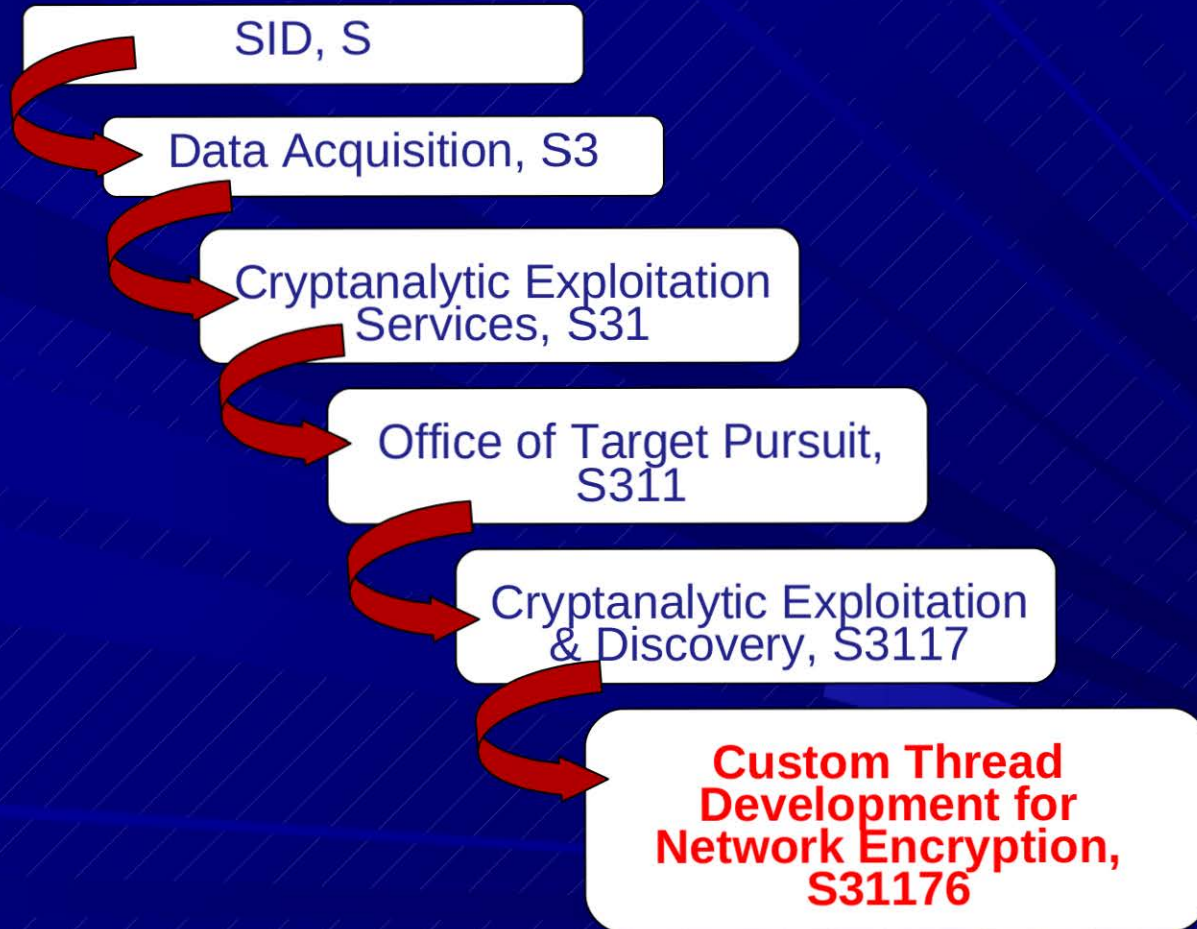 SID, S
Data Acquisition, S3
Cryptanalytic Exploitation
Services, S31
Office of Target Pursuit,
S311
Cryptanalytic Exploitation
& Discovery, S3117
Custom Thread
Development for
Network Encryption,
S31176